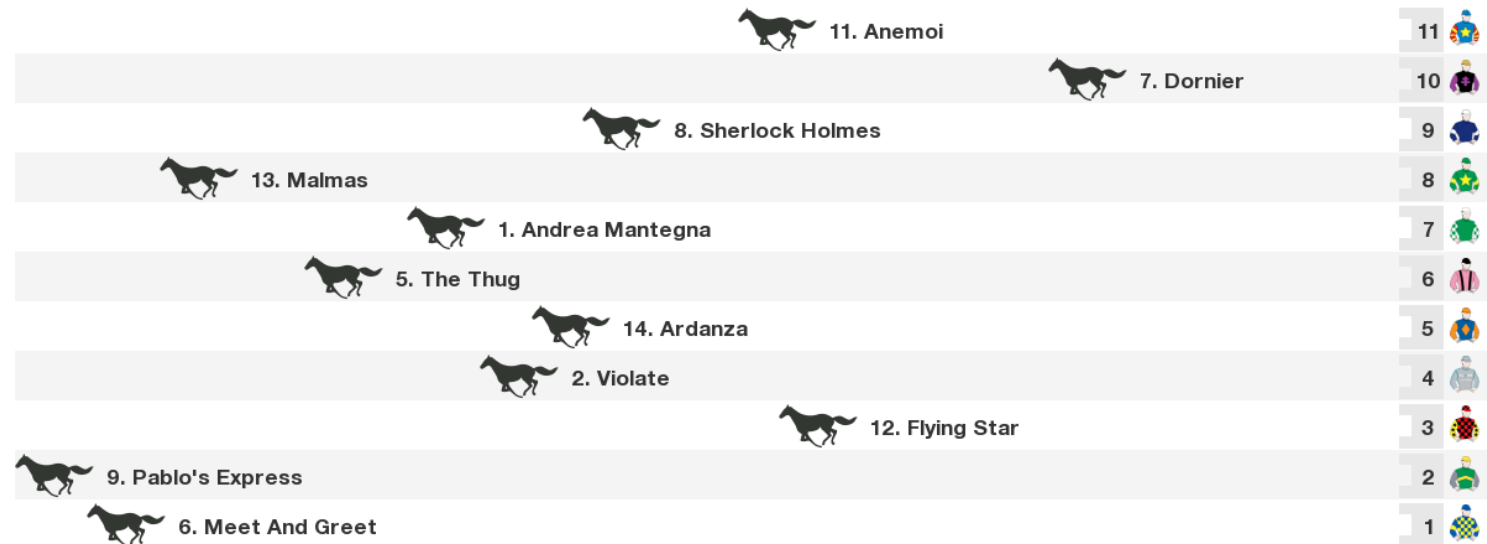 11. Anemoi 11
7. Dornier 10
8. Sherlock Holmes 9
13. Malmas 8
1. Andrea Mantegna 7
5. The Thug 6
14. Ardanza 5
2. Violate 4
12. Flying Star 3
9. Pablo's Express 2
6. Meet And Greet 1